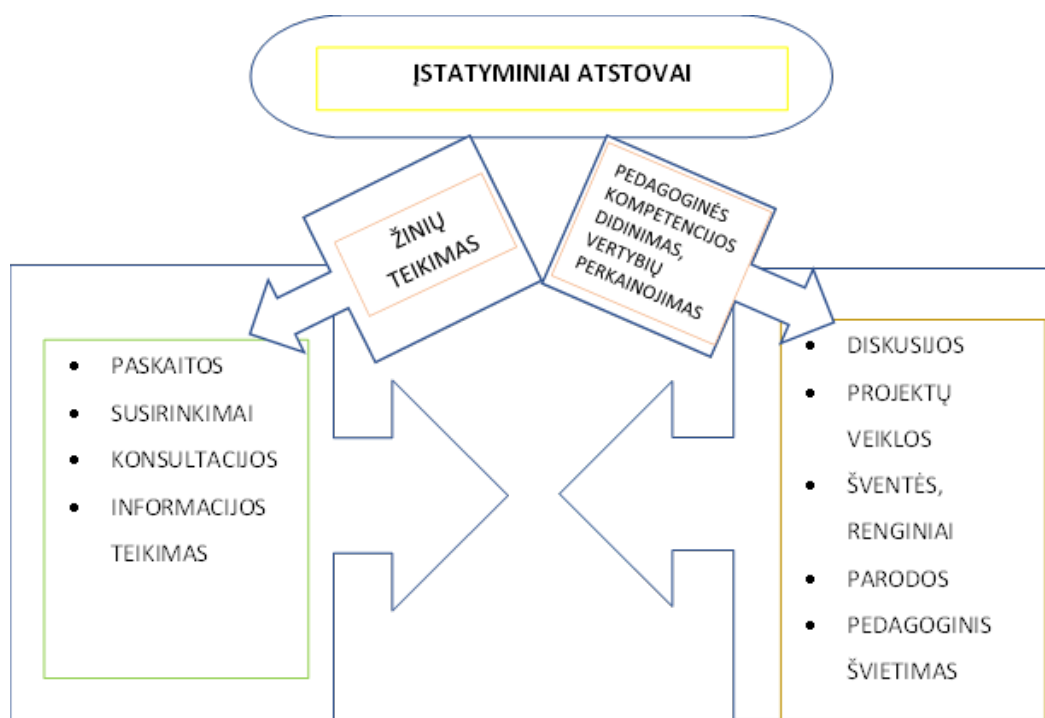 ĮSTATYMINIAI ATSTOVAI
ŽINIŲ
TEIKIMAS
PEDAGOGINĖS
KOMPETENCIJOS
DIDINIMAS,
VERTYBIŲ
PERKAINOJIMAS
• PASKAITOS
• SUSIRINKIMAI
• KONSULTACIJOS
• INFORMACIJOS
TEIKIMAS
• DISKUSIJOS
• PROJEKTŲ
VEIKLOS
• ŠVENTĖS,
RENGINIAI
• PARODOS
• PEDAGOGINIS
ŠVIETIMAS